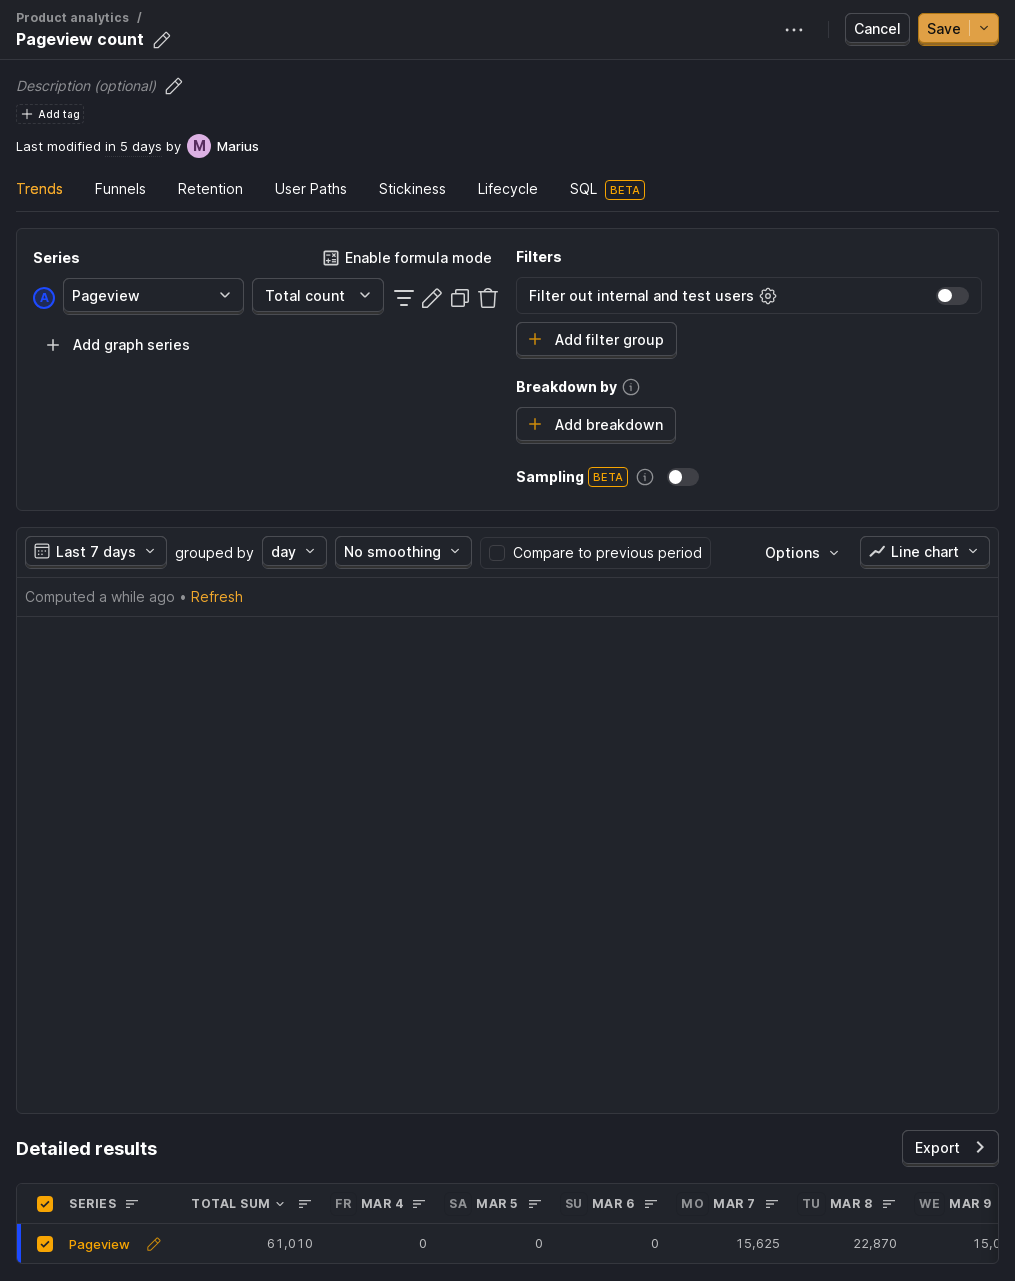 Product analytics /
Pageview count
Cancel
Save
Description (optional)
Add tag
Last modified in 5 days by M Marius
Trends Funnels Retention User Paths Stickiness Lifecycle SQL BETA
Series
Enable formula mode
A Pageview Total count
Add graph series
Filters
Filter out internal and test users
Add filter group
Breakdown by
Add breakdown
Sampling BETA
Last 7 days grouped by day No smoothing Compare to previous period Options Line chart
Computed a while ago • Refresh
Detailed results
Export
SERIES TOTAL SUM FR MAR 4 SA MAR 5 SU MAR 6 MO MAR 7 TU MAR 8 WE MAR 9
Pageview 61,010 0 0 0 15,625 22,870